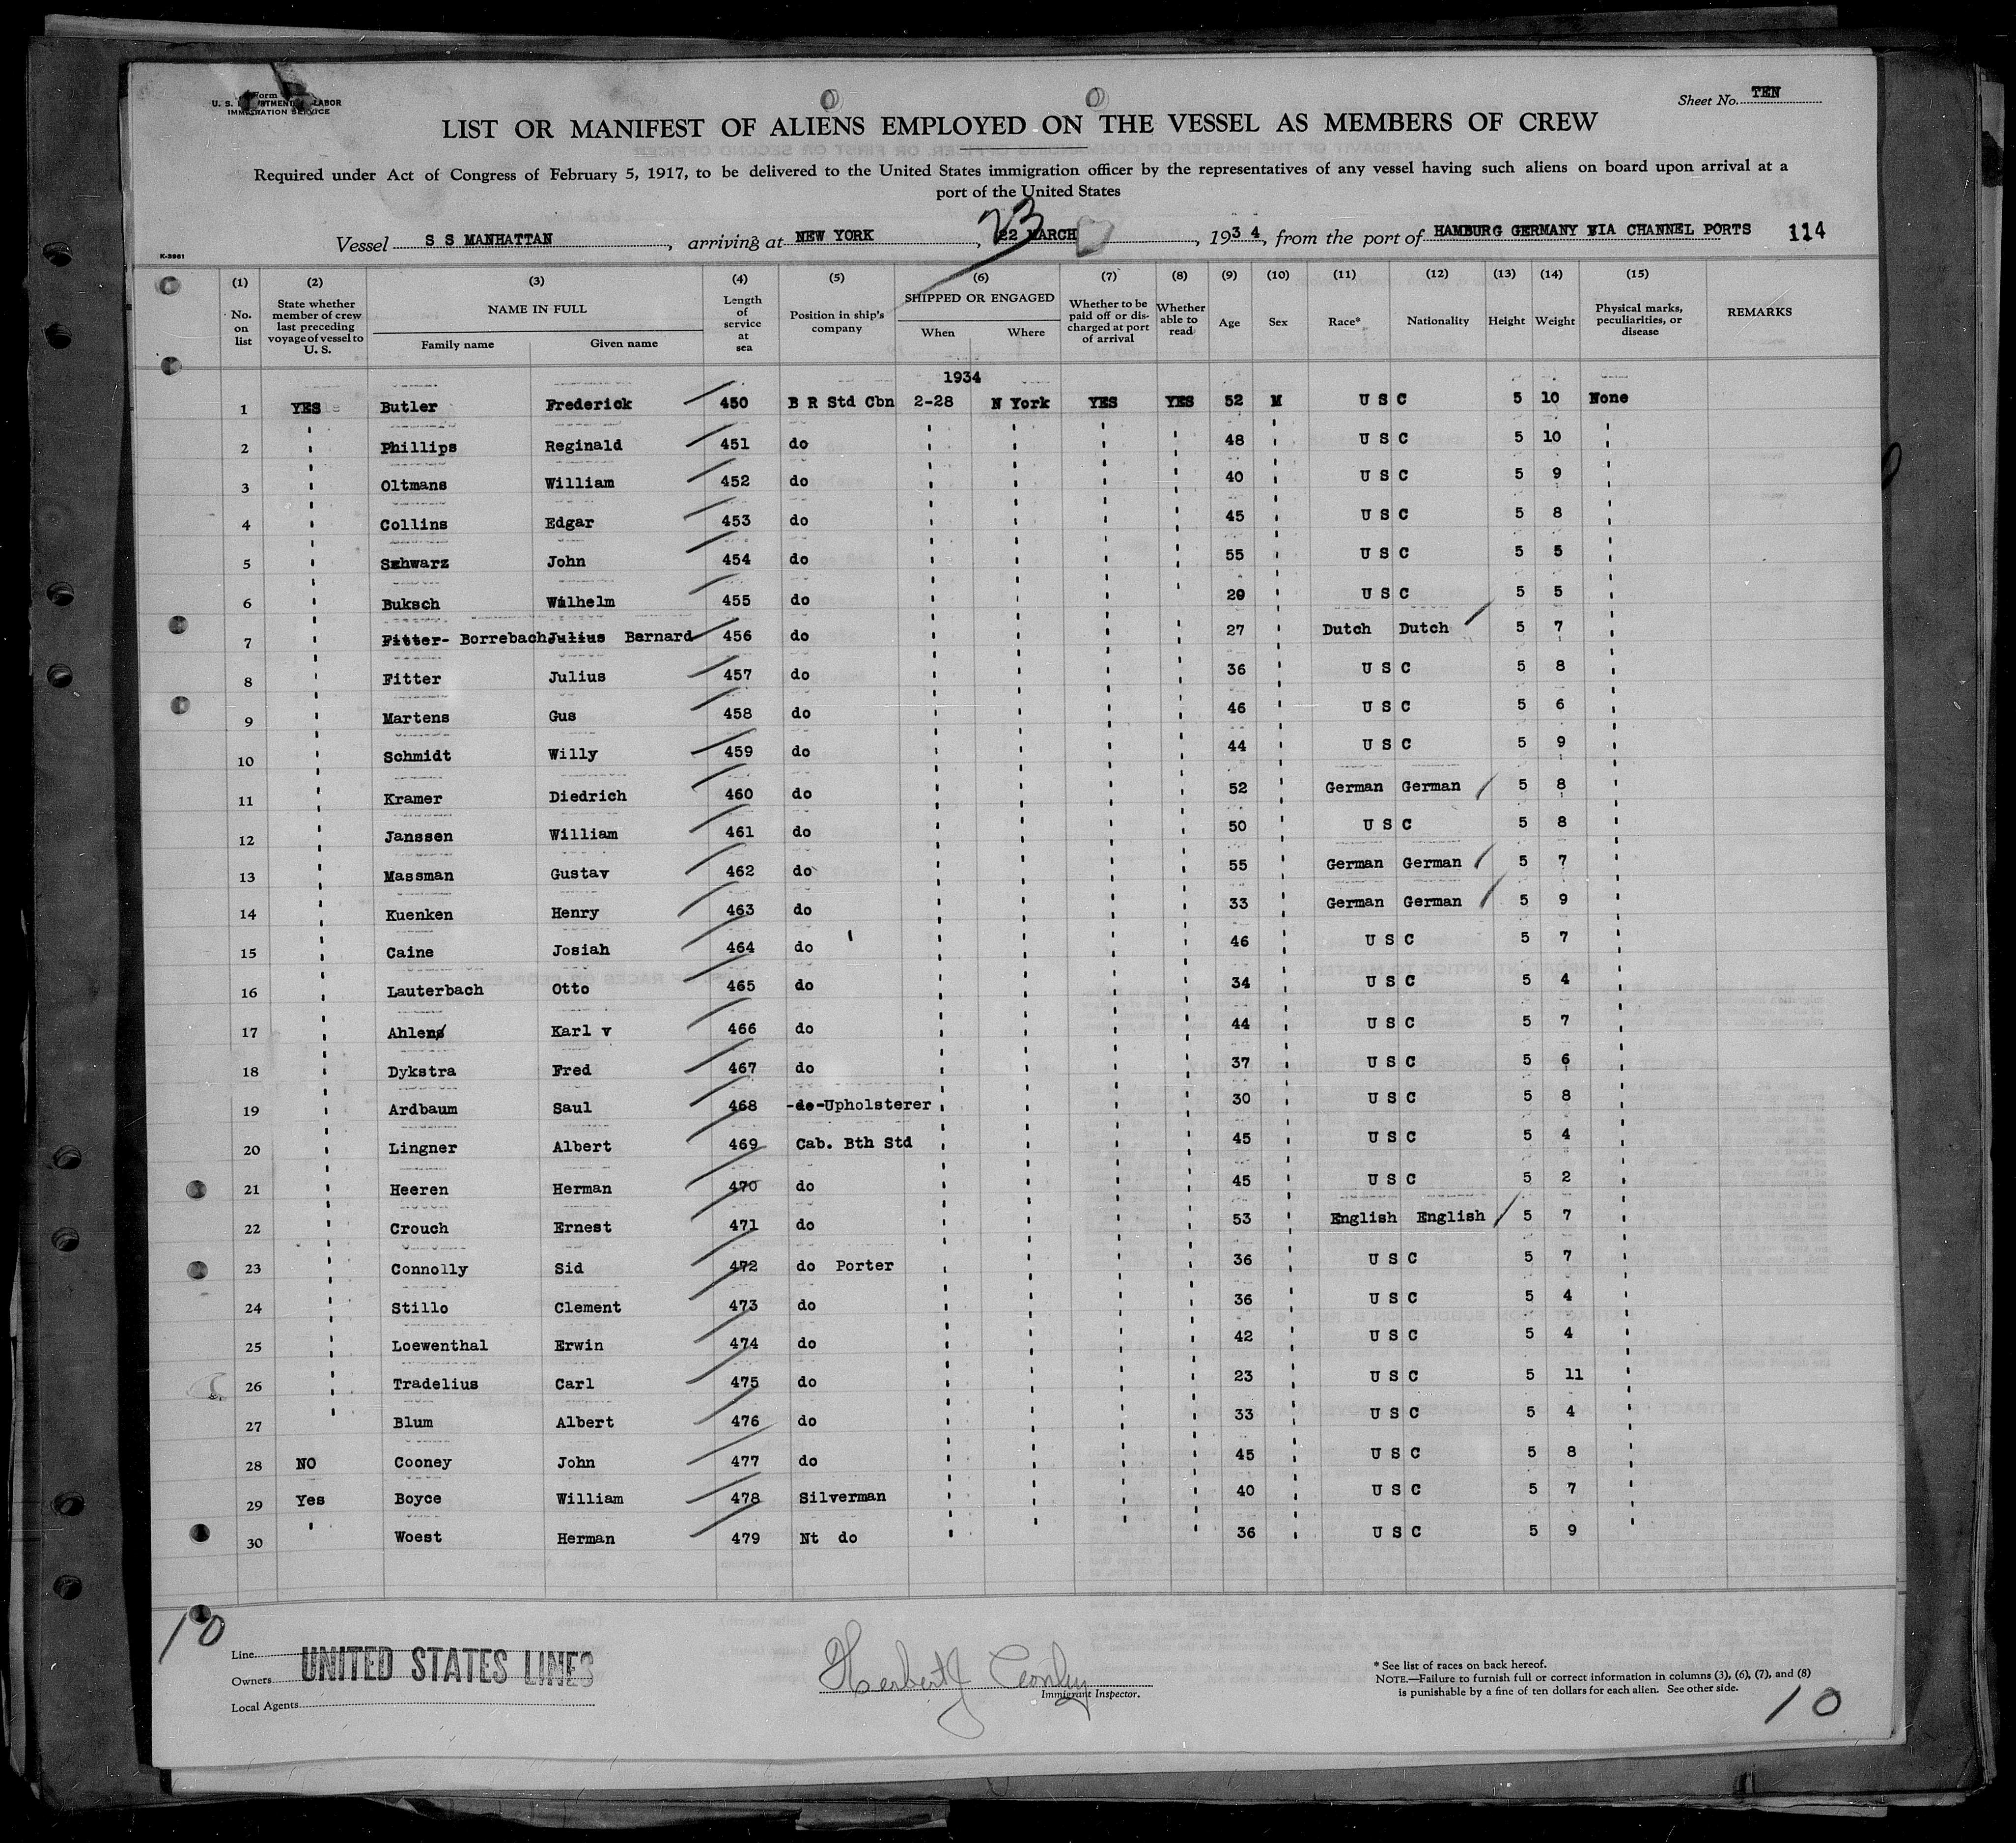 Form
U. S. DEPARTMENT OF LABOR
IMMIGRATION SERVICE
Sheet No. TEN
LIST OR MANIFEST OF ALIENS EMPLOYED ON THE VESSEL AS MEMBERS OF CREW
Required under Act of Congress of February 5, 1917, to be delivered to the United States immigration officer by the representatives of any vessel having such aliens on board upon arrival at a
port of the United States
23
Vessel S S MANHATTAN, arriving at NEW YORK, 22 MARCH, 1934, from the port of HAMBURG GERMANY VIA CHANNEL PORTS 114
K-3961
(1) (2) (3) (4) (5) (6) (7) (8) (9) (10) (11) (12) (13) (14) (15)
No. on list
State whether member of crew last preceding voyage of vessel to U. S.
NAME IN FULL
Family name Given name
Length of service at sea
Position in ship's company
SHIPPED OR ENGAGED
When Where
Whether to be paid off or discharged at port of arrival
Whether able to read
Age Sex Race* Nationality Height Weight
Physical marks, peculiarities, or disease
REMARKS
1934
1 YES Butler Frederick 450 B R Std Cbn 2-28 N York YES YES 52 M U S C 5 10 None
2 " Phillips Reginald 451 do " " " " 48 " U S C 5 10 "
3 " Oltmans William 452 do " " " " 40 " U S C 5 9 "
4 " Collins Edgar 453 do " " " " 45 " U S C 5 8 "
5 " Schwarz John 454 do " " " " 55 " U S C 5 5 "
6 " Buksch Wilhelm 455 do " " " " 29 " U S C 5 5 "
7 " Fitter- Borrebach Julius Bernard 456 do " " " " 27 " Dutch Dutch 5 7 "
8 " Fitter Julius 457 do " " " " 36 " U S C 5 8 "
9 " Martens Gus 458 do " " " " 46 " U S C 5 6 "
10 " Schmidt Willy 459 do " " " " 44 " U S C 5 9 "
11 " Kramer Diedrich 460 do " " " " 52 " German German 5 8 "
12 " Janssen William 461 do " " " " 50 " U S C 5 8 "
13 " Massman Gustav 462 do " " " " 55 " German German 5 7 "
14 " Kuenken Henry 463 do " " " " 33 " German German 5 9 "
15 " Caine Josiah 464 do " " " " 46 " U S C 5 7 "
16 " Lauterbach Otto 465 do " " " " 34 " U S C 5 4 "
17 " Ahlens Karl v 466 do " " " " 44 " U S C 5 7 "
18 " Dykstra Fred 467 do " " " " 37 " U S C 5 6 "
19 " Ardbaum Saul 468 -do-Upholsterer " " " " 30 " U S C 5 8 "
20 " Lingner Albert 469 Cab. Bth Std " " " " 45 " U S C 5 4 "
21 " Heeren Herman 470 do " " " " 45 " U S C 5 2 "
22 " Crouch Ernest 471 do " " " " 53 " English English 5 7 "
23 " Connolly Sid 472 do Porter " " " " 36 " U S C 5 7 "
24 " Stillo Clement 473 do " " " " 36 " U S C 5 4 "
25 " Loewenthal Erwin 474 do " " " " 42 " U S C 5 4 "
26 " Tradelius Carl 475 do " " " " 23 " U S C 5 11 "
27 " Blum Albert 476 do " " " " 33 " U S C 5 4 "
28 NO Cooney John 477 do " " " " 45 " U S C 5 8 "
29 Yes Boyce William 478 Silverman " " " " 40 " U S C 5 7 "
30 " Woest Herman 479 Nt do " " " " 36 " U S C 5 9 "
10
Line
Owners UNITED STATES LINES
Local Agents
Herbert J Conley
Immigrant Inspector.
* See list of races on back hereof.
NOTE.—Failure to furnish full or correct information in columns (3), (6), (7), and (8)
is punishable by a fine of ten dollars for each alien. See other side.
10